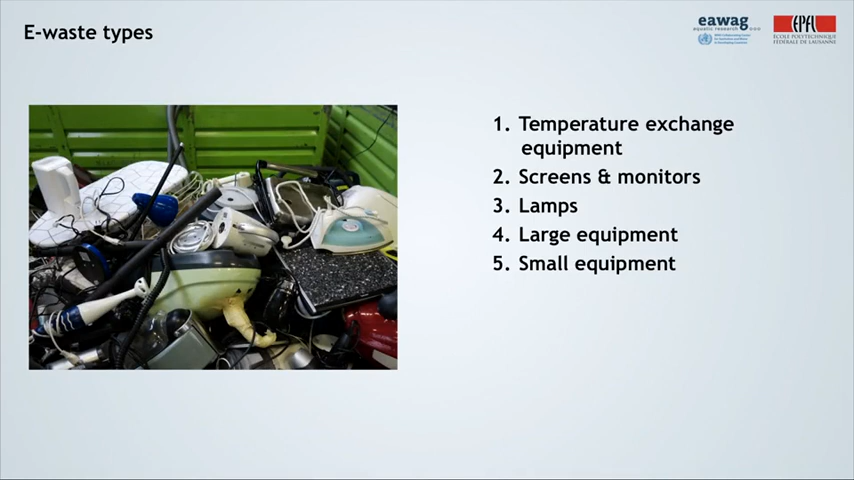 E-waste types
eawag
aquatic research
EPFL
ÉCOLE POLYTECHNIQUE
FÉDÉRALE DE LAUSANNE
1. Temperature exchange
equipment
2. Screens & monitors
3. Lamps
4. Large equipment
5. Small equipment